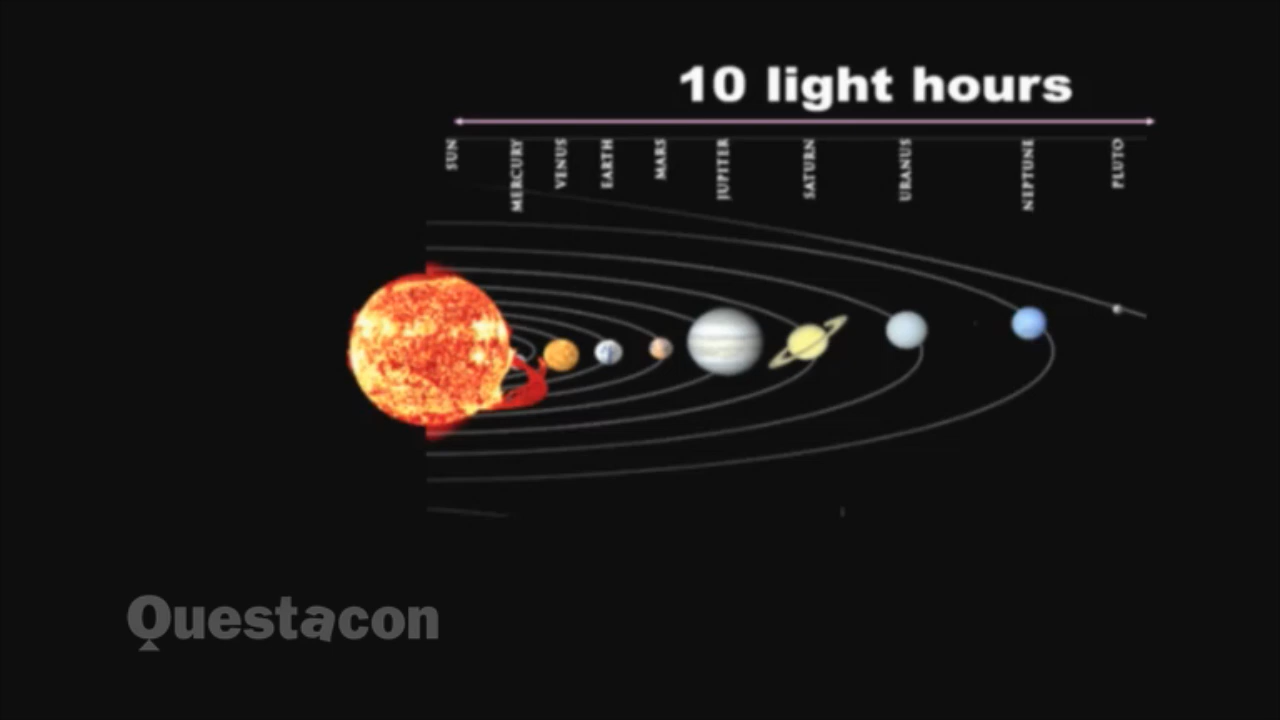 10 light hours
SUN
MERCURY
VENUS
EARTH
MARS
JUPITER
SATURN
URANUS
NEPTUNE
PLUTO
Questacon